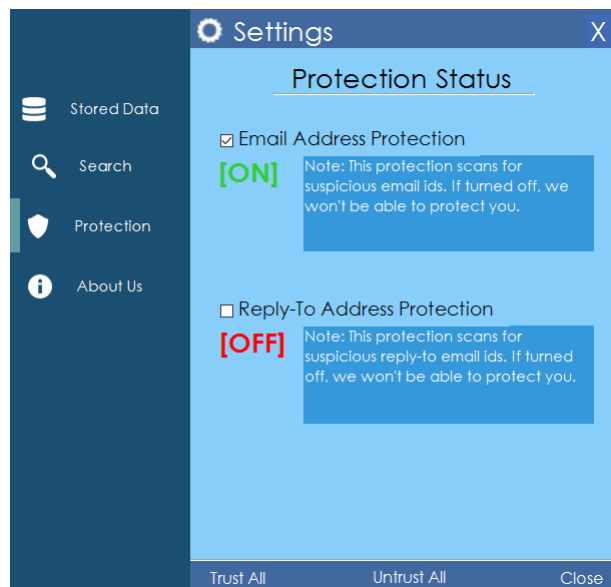 Settings X
Protection Status
Stored Data
Search
Protection
About Us
Email Address Protection
[ON]
Note: This protection scans for
suspicious email ids. If turned off, we
won't be able to protect you.
Reply-To Address Protection
[OFF]
Note: This protection scans for
suspicious reply-to email ids. If turned
off, we won't be able to protect you.
Trust All Untrust All Close